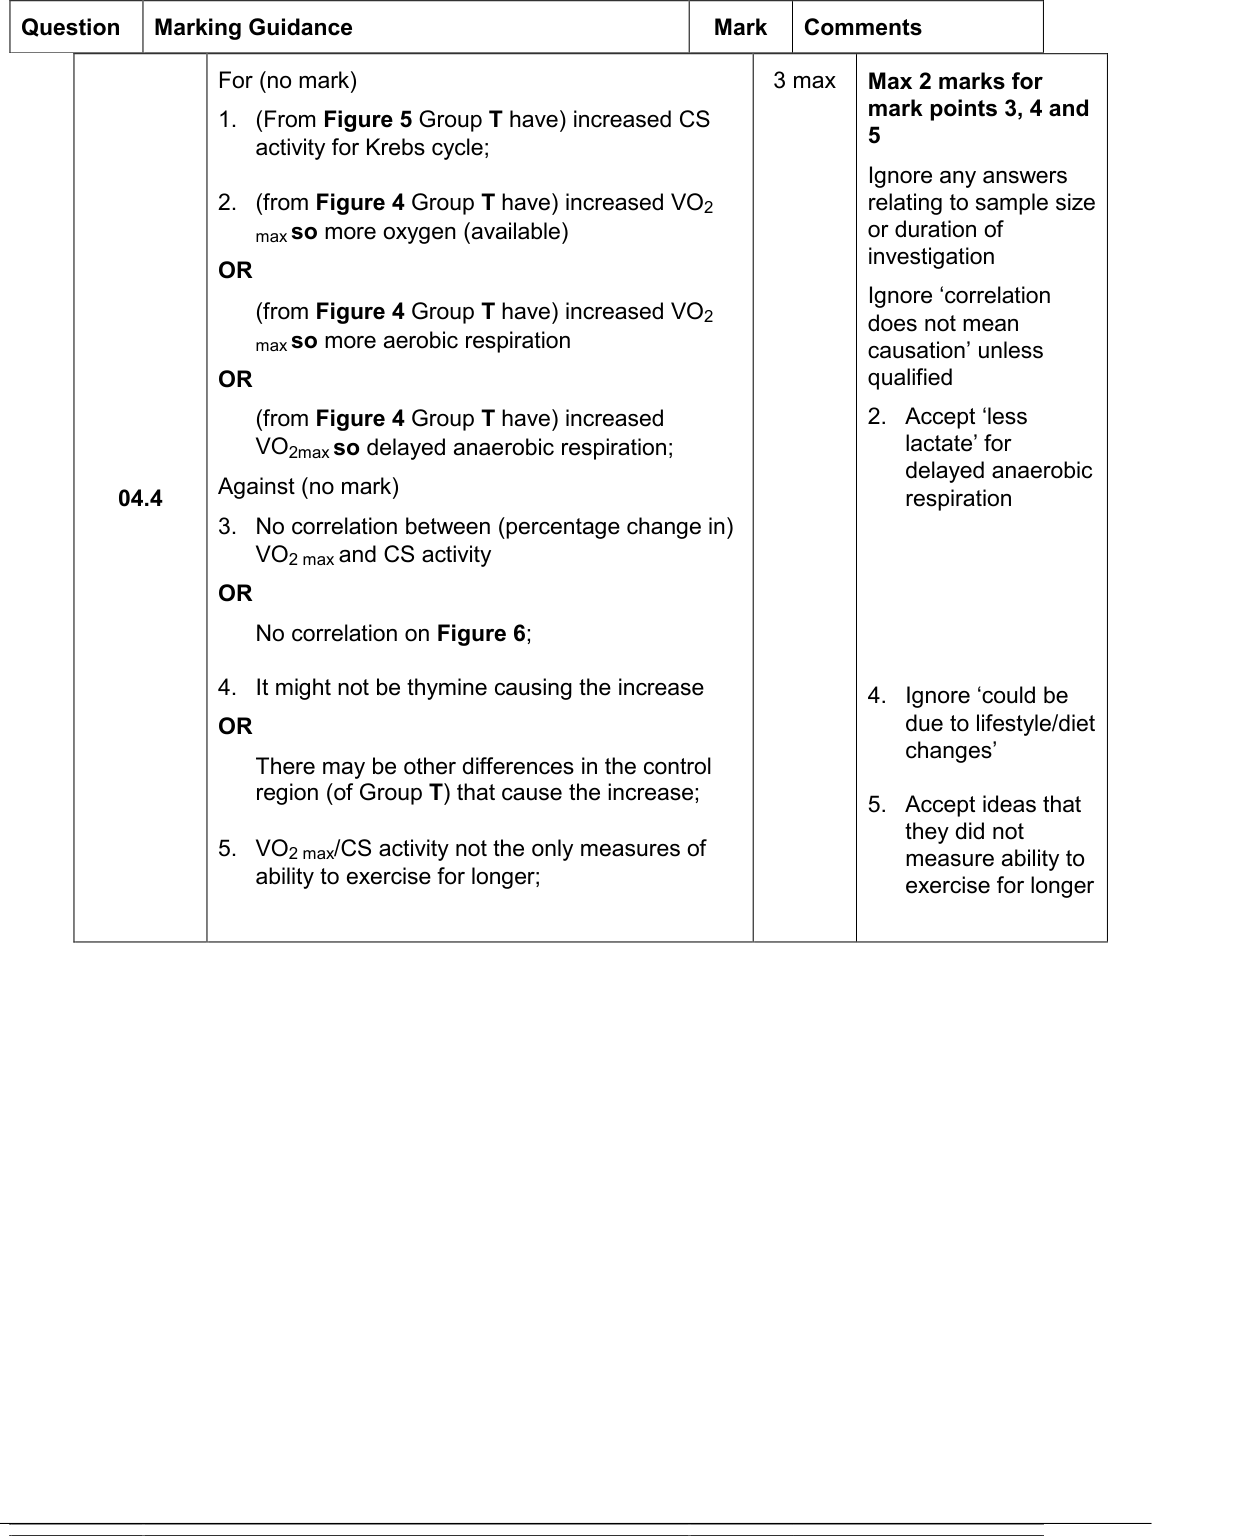 Question Marking Guidance Mark Comments
For (no mark)
1. (From Figure 5 Group T have) increased CS
activity for Krebs cycle;
2. (from Figure 4 Group T have) increased VO2
max so more oxygen (available)
OR
(from Figure 4 Group T have) increased VO2
max so more aerobic respiration
OR
(from Figure 4 Group T have) increased
VO2max so delayed anaerobic respiration;
Against (no mark)
04.4
3. No correlation between (percentage change in)
VO2 max and CS activity
OR
No correlation on Figure 6;
4. It might not be thymine causing the increase
OR
There may be other differences in the control
region (of Group T) that cause the increase;
5. VO2 max/CS activity not the only measures of
ability to exercise for longer;
3 max
Max 2 marks for
mark points 3, 4 and
5
Ignore any answers
relating to sample size
or duration of
investigation
Ignore ‘correlation
does not mean
causation’ unless
qualified
2. Accept ‘less
lactate’ for
delayed anaerobic
respiration
4. Ignore ‘could be
due to lifestyle/diet
changes’
5. Accept ideas that
they did not
measure ability to
exercise for longer